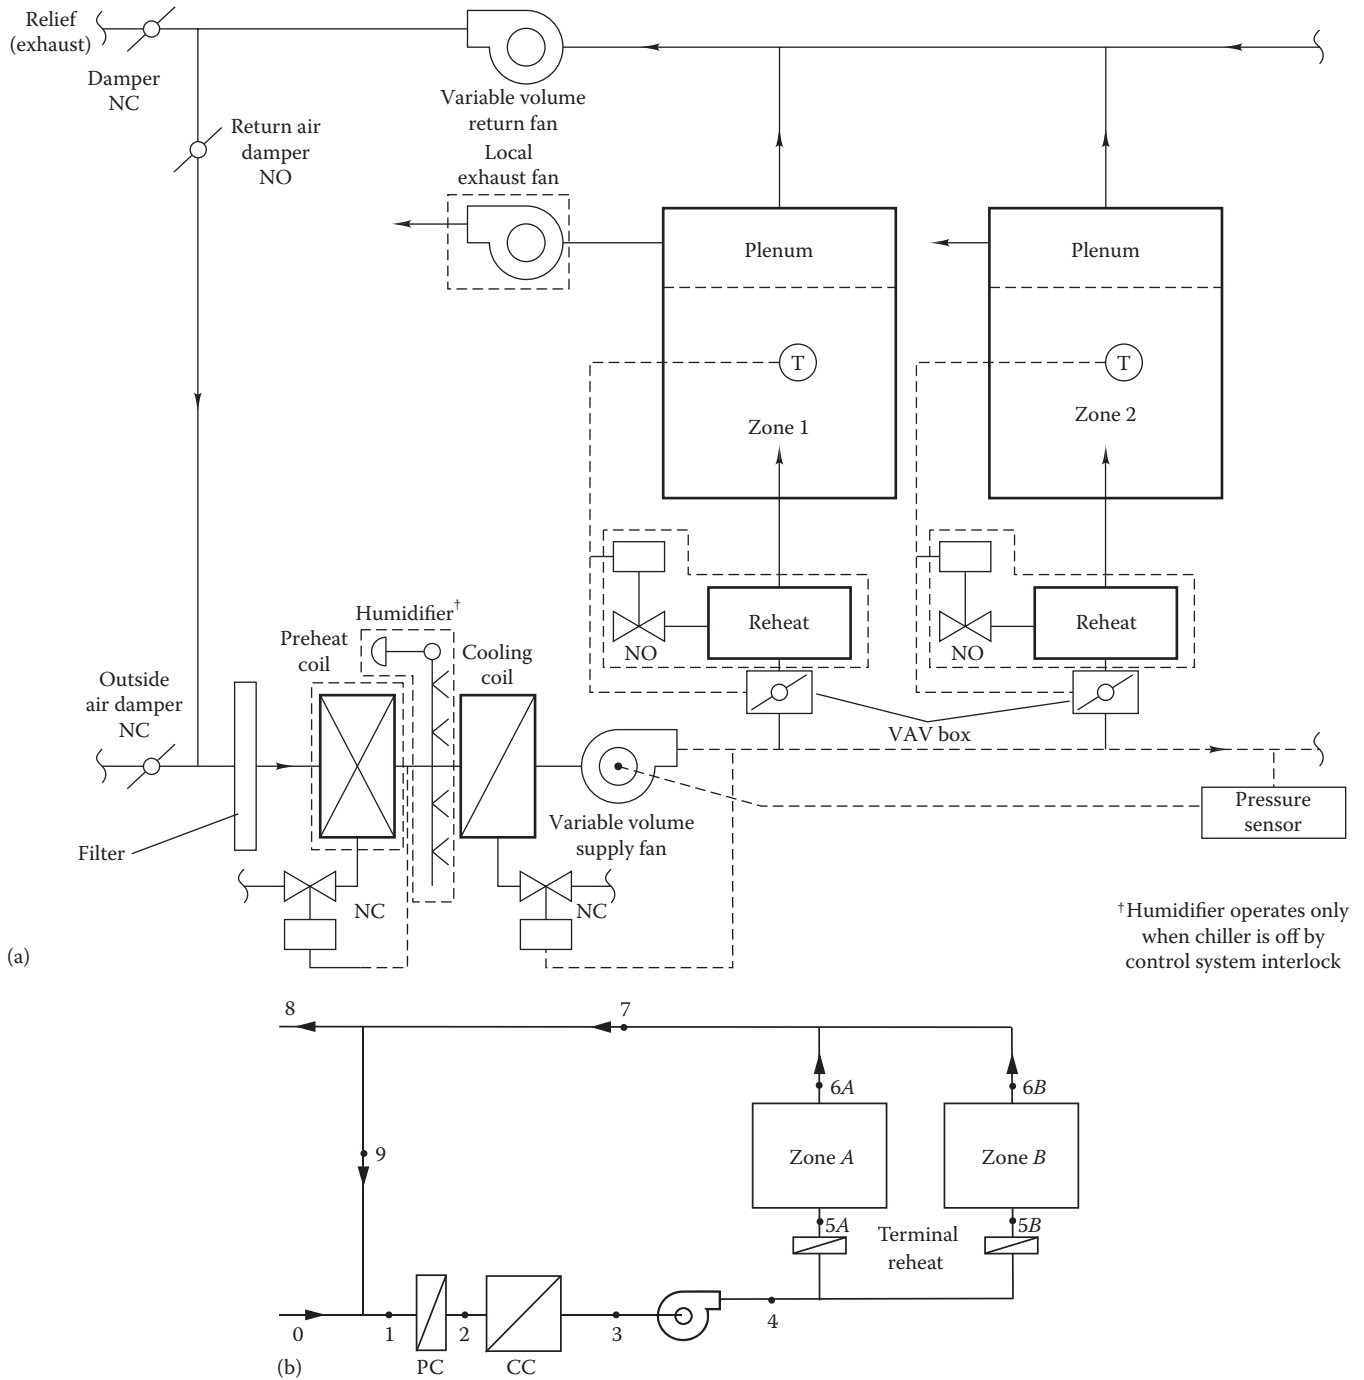 Relief
(exhaust)
Damper
NC
Variable volume
return fan
Return air
damper
NO
Local
exhaust fan
Plenum
Plenum
T
T
Zone 1
Zone 2
Humidifier†
Preheat
coil
Cooling
coil
Reheat
NO
Reheat
NO
Outside
air damper
NC
VAV box
Pressure
sensor
Variable volume
supply fan
Filter
NC
NC
†Humidifier operates only
when chiller is off by
control system interlock
(a)
8
7
6A
6B
9
Zone A
Zone B
5A
5B
Terminal
reheat
0
1
2
3
4
PC
CC
(b)